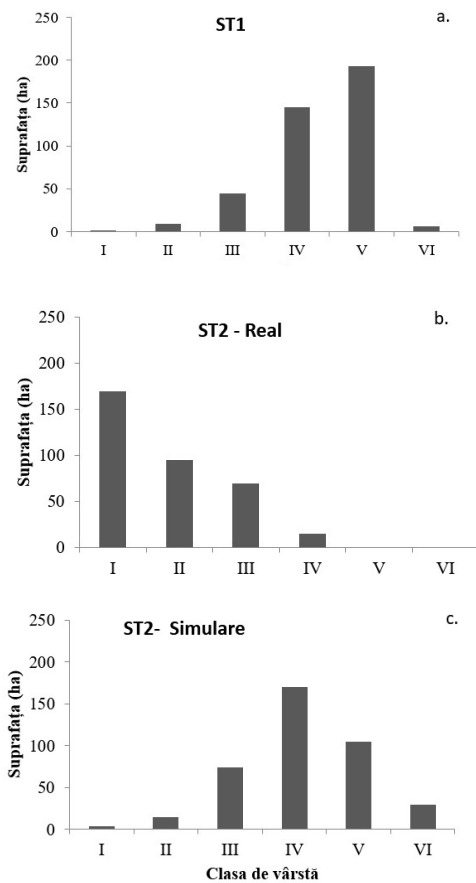 a.
ST1
Suprafața (ha)
250
200
150
100
50
0
I II III IV V VI
b.
ST2 - Real
Suprafața (ha)
250
200
150
100
50
0
I II III IV V VI
c.
ST2- Simulare
Suprafața (ha)
250
200
150
100
50
0
I II III IV V VI
Clasa de vârstă